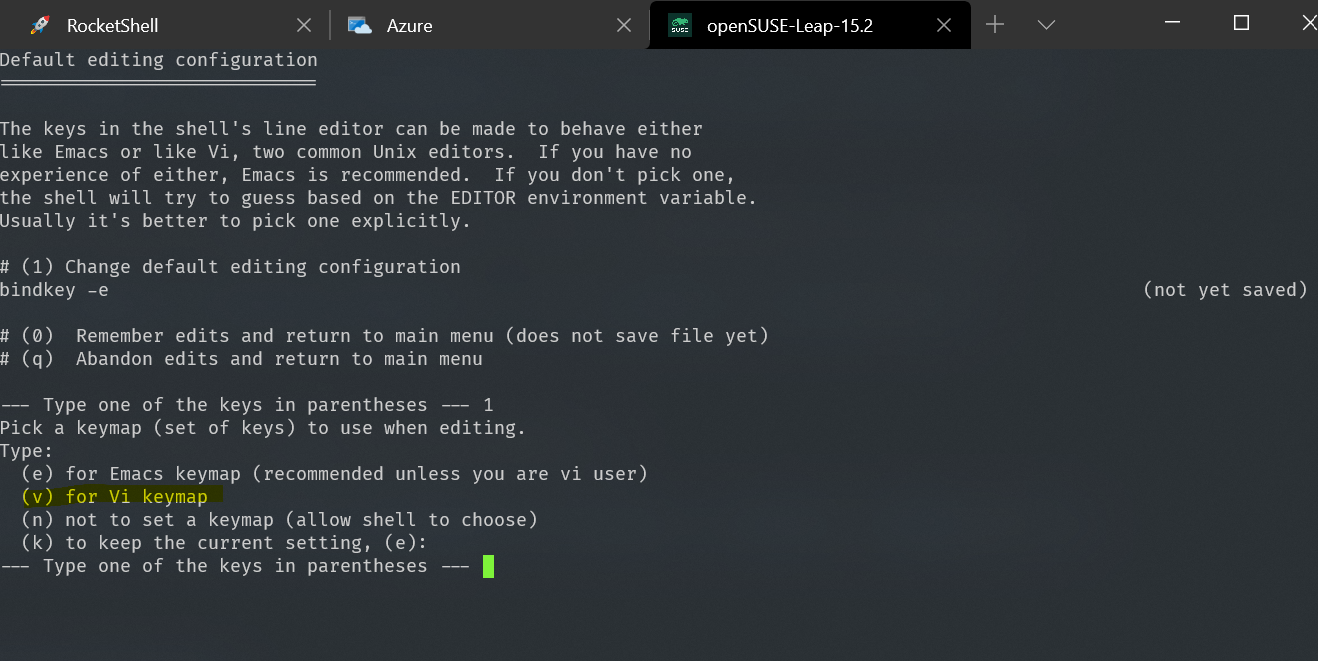 RocketShell
Azure
SUSE
openSUSE-Leap-15.2
Default editing configuration
=============================
The keys in the shell's line editor can be made to behave either
like Emacs or like Vi, two common Unix editors.  If you have no
experience of either, Emacs is recommended.  If you don't pick one,
the shell will try to guess based on the EDITOR environment variable.
Usually it's better to pick one explicitly.
# (1) Change default editing configuration
bindkey -e (not yet saved)
# (0)  Remember edits and return to main menu (does not save file yet)
# (q)  Abandon edits and return to main menu
--- Type one of the keys in parentheses --- 1
Pick a keymap (set of keys) to use when editing.
Type:
  (e) for Emacs keymap (recommended unless you are vi user)
  (v) for Vi keymap
  (n) not to set a keymap (allow shell to choose)
  (k) to keep the current setting, (e):
--- Type one of the keys in parentheses ---